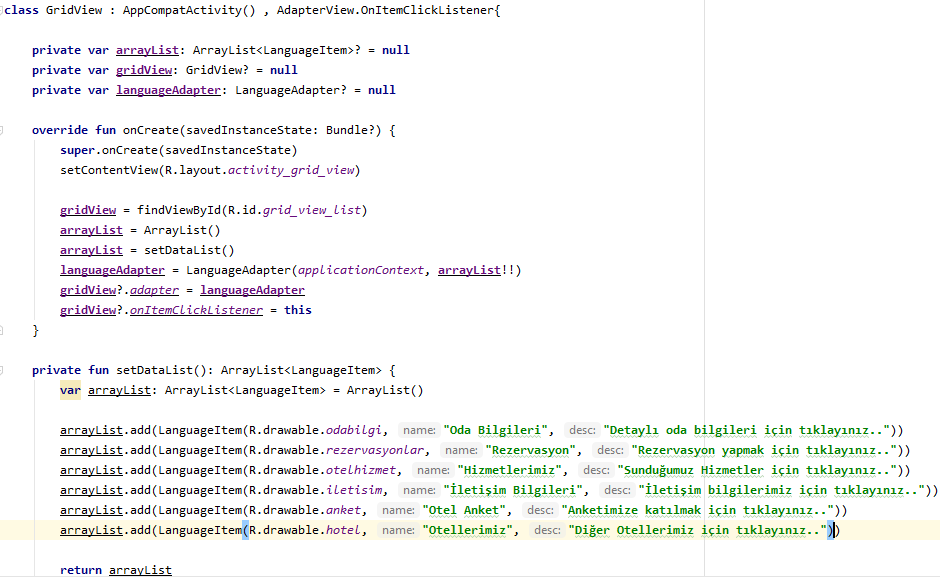 class GridView : AppCompatActivity() , AdapterView.OnItemClickListener{
private var arrayList: ArrayList<LanguageItem>? = null
private var gridView: GridView? = null
private var languageAdapter: LanguageAdapter? = null
override fun onCreate(savedInstanceState: Bundle?) {
super.onCreate(savedInstanceState)
setContentView(R.layout.activity_grid_view)
gridView = findViewById(R.id.grid_view_list)
arrayList = ArrayList()
arrayList = setDataList()
languageAdapter = LanguageAdapter(applicationContext, arrayList!!)
gridView?.adapter = languageAdapter
gridView?.onItemClickListener = this
}
private fun setDataList(): ArrayList<LanguageItem> {
var arrayList: ArrayList<LanguageItem> = ArrayList()
arrayList.add(LanguageItem(R.drawable.odabilgi, name: "Oda Bilgileri", desc: "Detaylı oda bilgileri için tıklayınız.."))
arrayList.add(LanguageItem(R.drawable.rezervasyonlar, name: "Rezervasyon", desc: "Rezervasyon yapmak için tıklayınız.."))
arrayList.add(LanguageItem(R.drawable.otelhizmet, name: "Hizmetlerimiz", desc: "Sunduğumuz Hizmetler için tıklayınız.."))
arrayList.add(LanguageItem(R.drawable.iletisim, name: "İletişim Bilgileri", desc: "İletişim bilgilerimiz için tıklayınız.."))
arrayList.add(LanguageItem(R.drawable.anket, name: "Otel Anket", desc: "Anketimize katılmak için tıklayınız.."))
arrayList.add(LanguageItem(R.drawable.hotel, name: "Otellerimiz", desc: "Diğer Otellerimiz için tıklayınız.."))
return arrayList